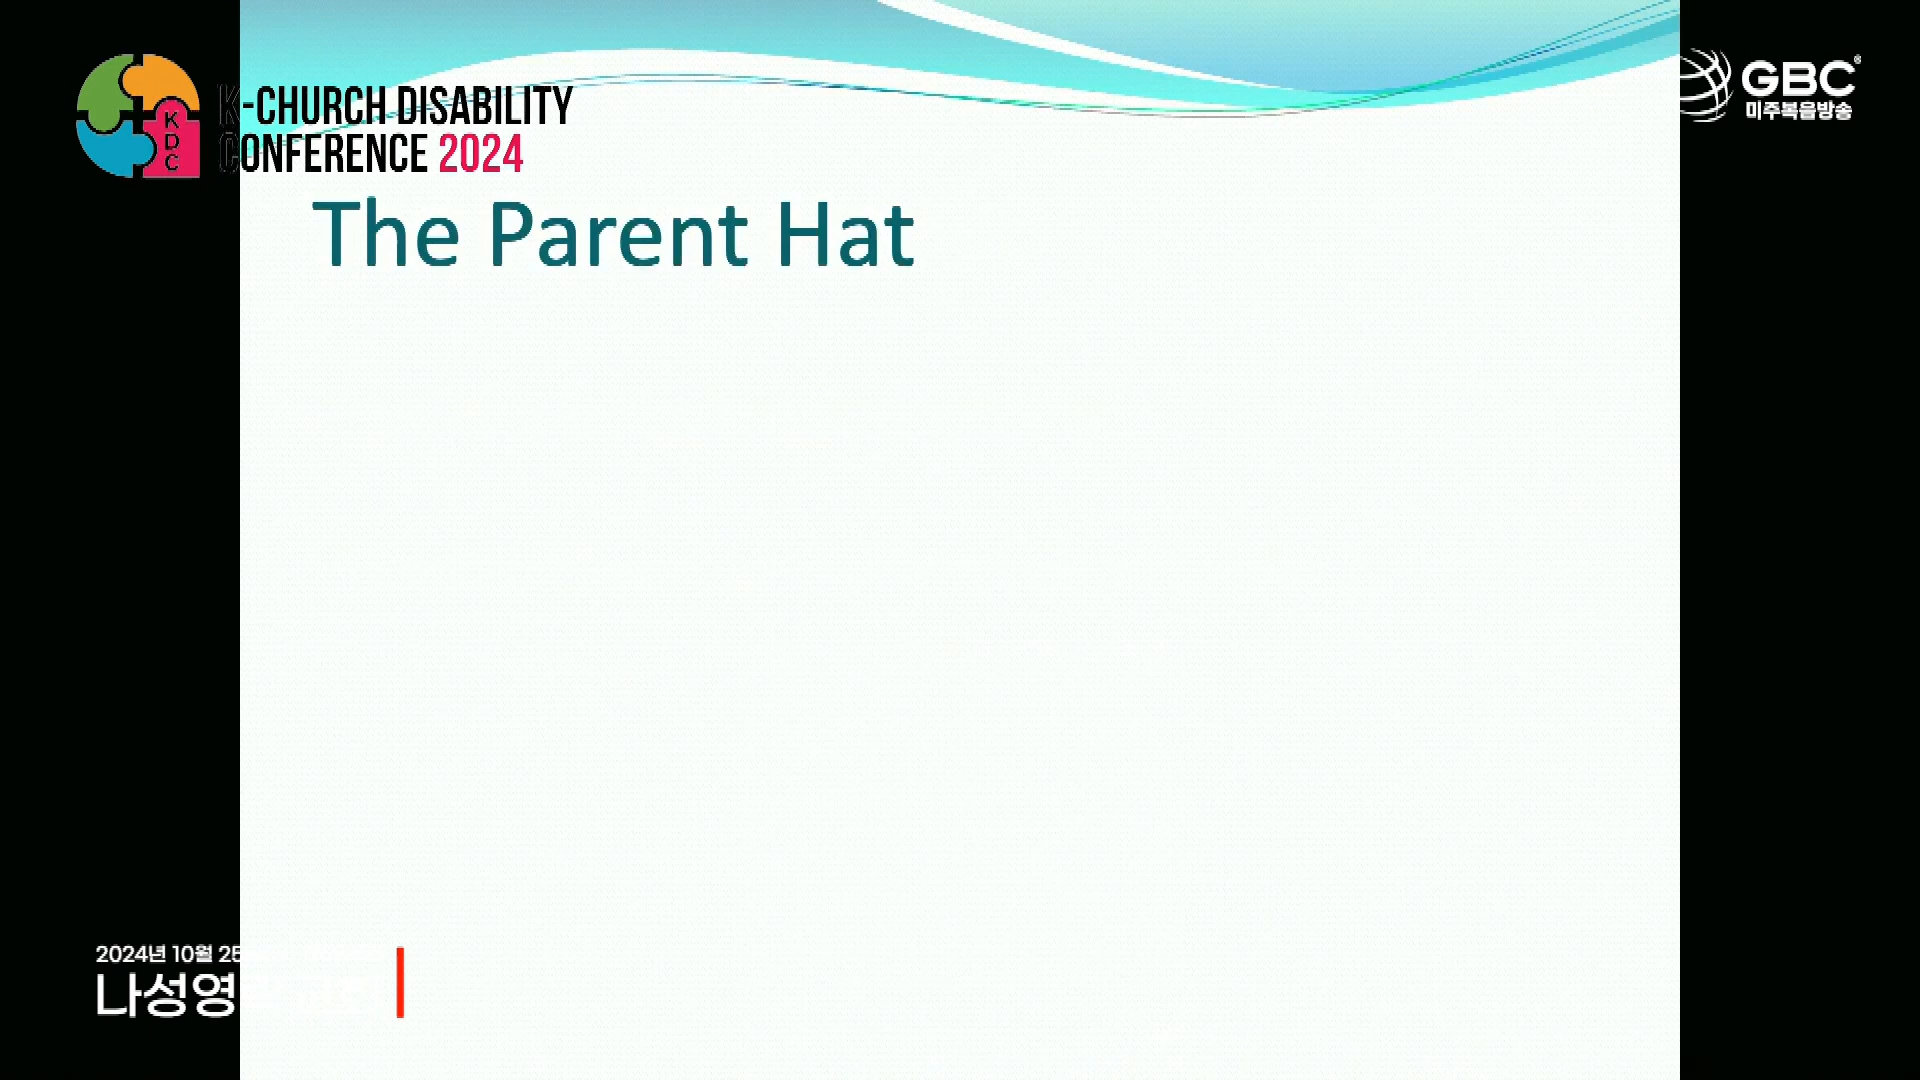 K-CHURCH DISABILITY
CONFERENCE 2024
KDC
GBC
미주복음방송
The Parent Hat
2024년 10월
나성영